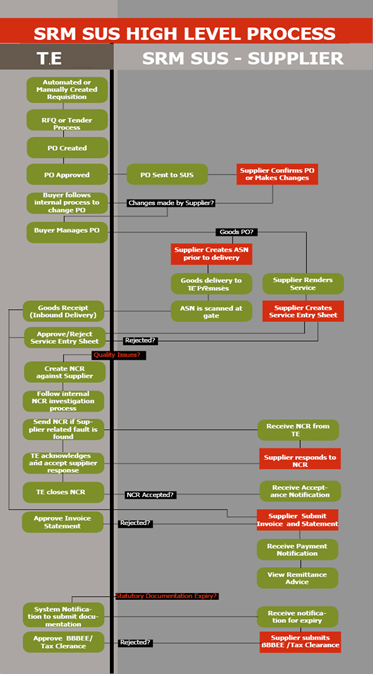 SRM SUS HIGH LEVEL PROCESS
T.E
SRM SUS - SUPPLIER
Automated or
Manually Created
Requisition
RFQ or Tender
Process
PO Created
PO Approved
PO Sent to SUS
Supplier Confirms PO
or Makes Changes
Buyer follows
internal process to
change PO
Changes made by Supplier?
Buyer Manages PO
Goods PO?
Supplier Creates ASN
prior to delivery
Goods delivery to
TE Premises
Supplier Renders
Service
Goods Receipt
(Inbound Delivery)
ASN is scanned at
gate
Supplier Creates
Service Entry Sheet
Approve/Reject
Service Entry Sheet
Rejected?
Quality Issues?
Create NCR
against Supplier
Follow internal
NCR investigation
process
Send NCR if Sup-
plier related fault is
found
Receive NCR from
TE
TE acknowledges
and accept supplier
response
Supplier responds to
NCR
TE closes NCR
NCR Accepted?
Receive Accept-
ance Notification
Approve Invoice
Statement
Rejected?
Supplier Submit
Invoice and Statement
Receive Payment
Notification
View Remittance
Advice
Statutory Documentation Expiry?
System Notifica-
tion to submit docu-
mentation
Receive notifica-
tion for expiry
Approve BBBEE/
Tax Clerance
Rejected?
Supplier submits
BBBEE /Tax Clearance